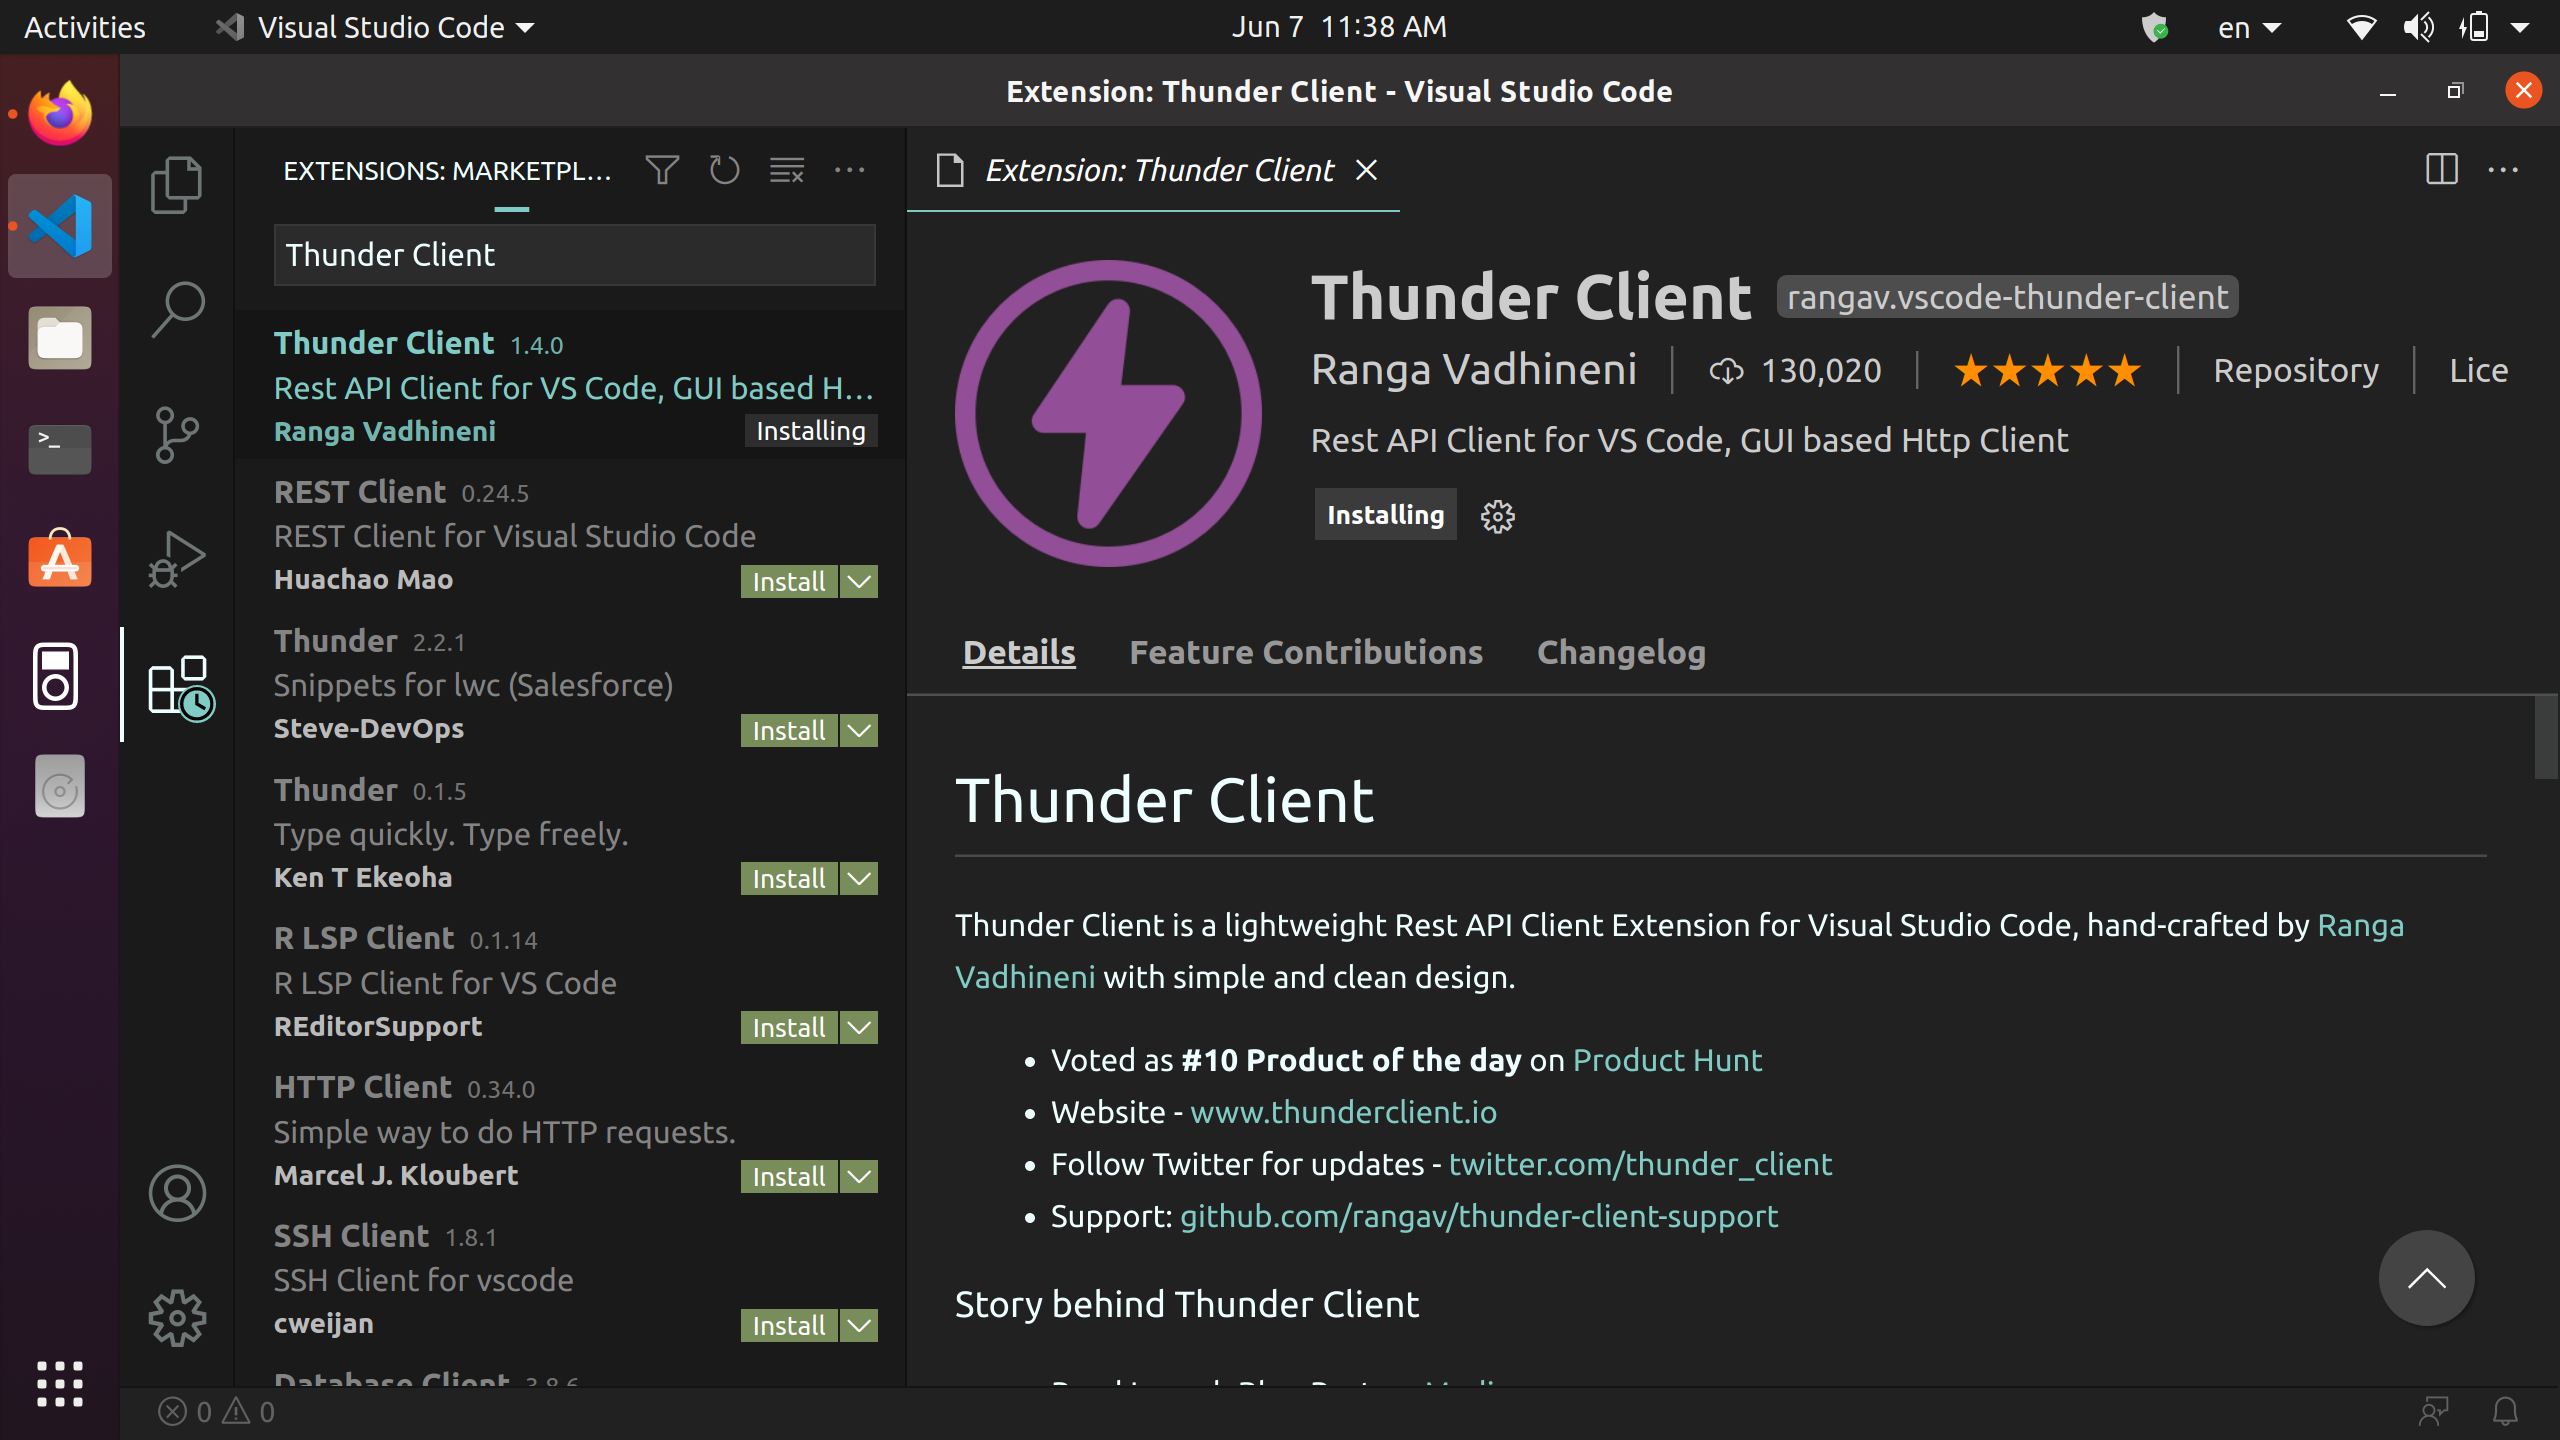 Activities
Visual Studio Code
Jun 7 11:38 AM
en
Extension: Thunder Client - Visual Studio Code
EXTENSIONS: MARKETPL...
Thunder Client
Thunder Client 1.4.0
Rest API Client for VS Code, GUI based H...
Ranga Vadhineni
Installing
REST Client 0.24.5
REST Client for Visual Studio Code
Huachao Mao
Install
Thunder 2.2.1
Snippets for lwc (Salesforce)
Steve-DevOps
Install
Thunder 0.1.5
Type quickly. Type freely.
Ken T Ekeoha
Install
R LSP Client 0.1.14
R LSP Client for VS Code
REditorSupport
Install
HTTP Client 0.34.0
Simple way to do HTTP requests.
Marcel J. Kloubert
Install
SSH Client 1.8.1
SSH Client for vscode
cweijan
Install
Database Client 3.8.6
Extension: Thunder Client
Thunder Client rangav.vscode-thunder-client
Ranga Vadhineni | 130,020 | ★★★★★ | Repository | Lice
Rest API Client for VS Code, GUI based Http Client
Installing
Details Feature Contributions Changelog
Thunder Client
Thunder Client is a lightweight Rest API Client Extension for Visual Studio Code, hand-crafted by Ranga
Vadhineni with simple and clean design.
• Voted as #10 Product of the day on Product Hunt
• Website - www.thunderclient.io
• Follow Twitter for updates - twitter.com/thunder_client
• Support: github.com/rangav/thunder-client-support
Story behind Thunder Client
0 0